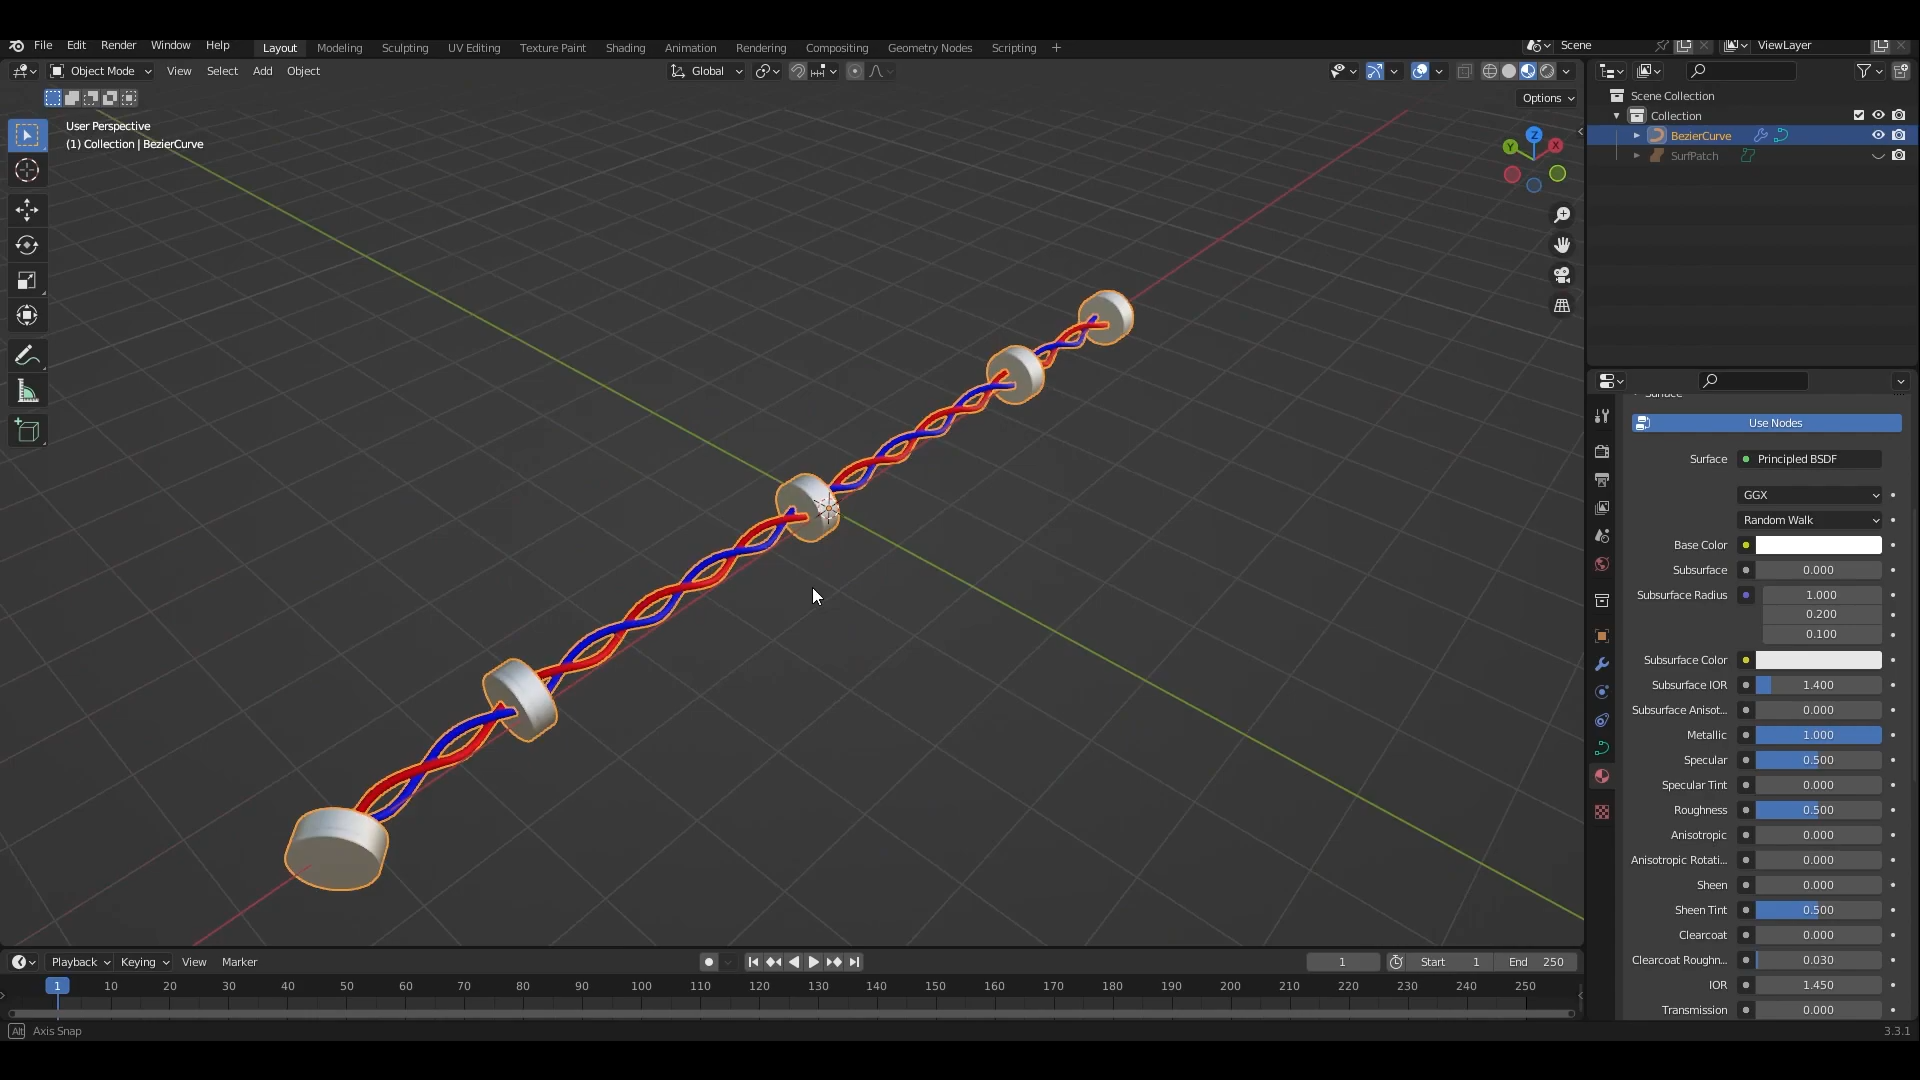 File Edit Render Window Help Layout Modeling Sculpting UV Editing Texture Paint Shading Animation Rendering Compositing Geometry Nodes Scripting + Scene ViewLayer
Object Mode View Select Add Object Global
Options
User Perspective
(1) Collection | BezierCurve
Z
Y
X
Scene Collection
Collection
BezierCurve
SurfPatch
Surface
Use Nodes
Surface Principled BSDF
GGX
Random Walk
Base Color
Subsurface 0.000
Subsurface Radius 1.000
0.200
0.100
Subsurface Color
Subsurface IOR 1.400
Subsurface Anisot... 0.000
Metallic 1.000
Specular 0.500
Specular Tint 0.000
Roughness 0.500
Anisotropic 0.000
Anisotropic Rotati... 0.000
Sheen 0.000
Sheen Tint 0.500
Clearcoat 0.000
Clearcoat Roughn... 0.030
IOR 1.450
Transmission 0.000
Playback Keying View Marker 1 Start 1 End 250
1 10 20 30 40 50 60 70 80 90 100 110 120 130 140 150 160 170 180 190 200 210 220 230 240 250
Alt Axis Snap
3.3.1